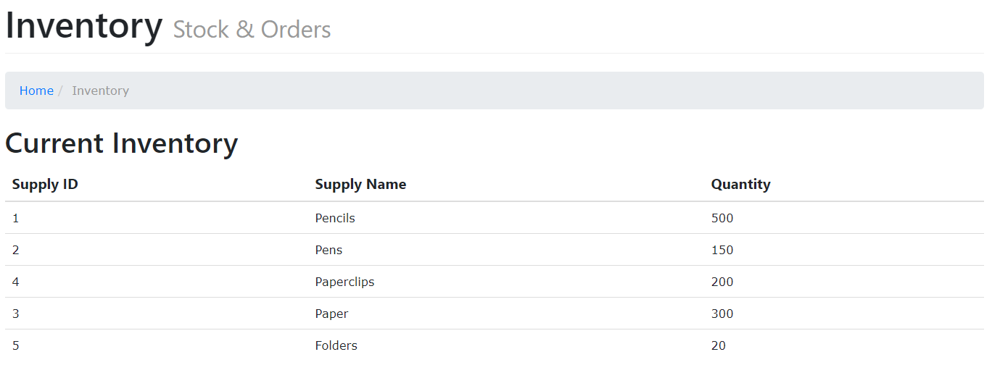 Inventory Stock & Orders
Home / Inventory
Current Inventory
Supply ID Supply Name Quantity
1 Pencils 500
2 Pens 150
4 Paperclips 200
3 Paper 300
5 Folders 20